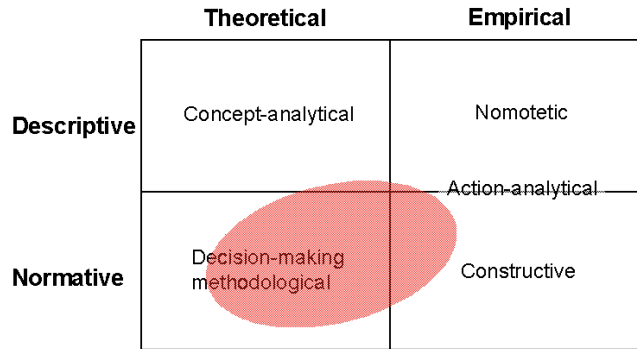 Theoretical
Empirical
Descriptive
Concept-analytical
Nomotetic
Action-analytical
Normative
Decision-making
methodological
Constructive